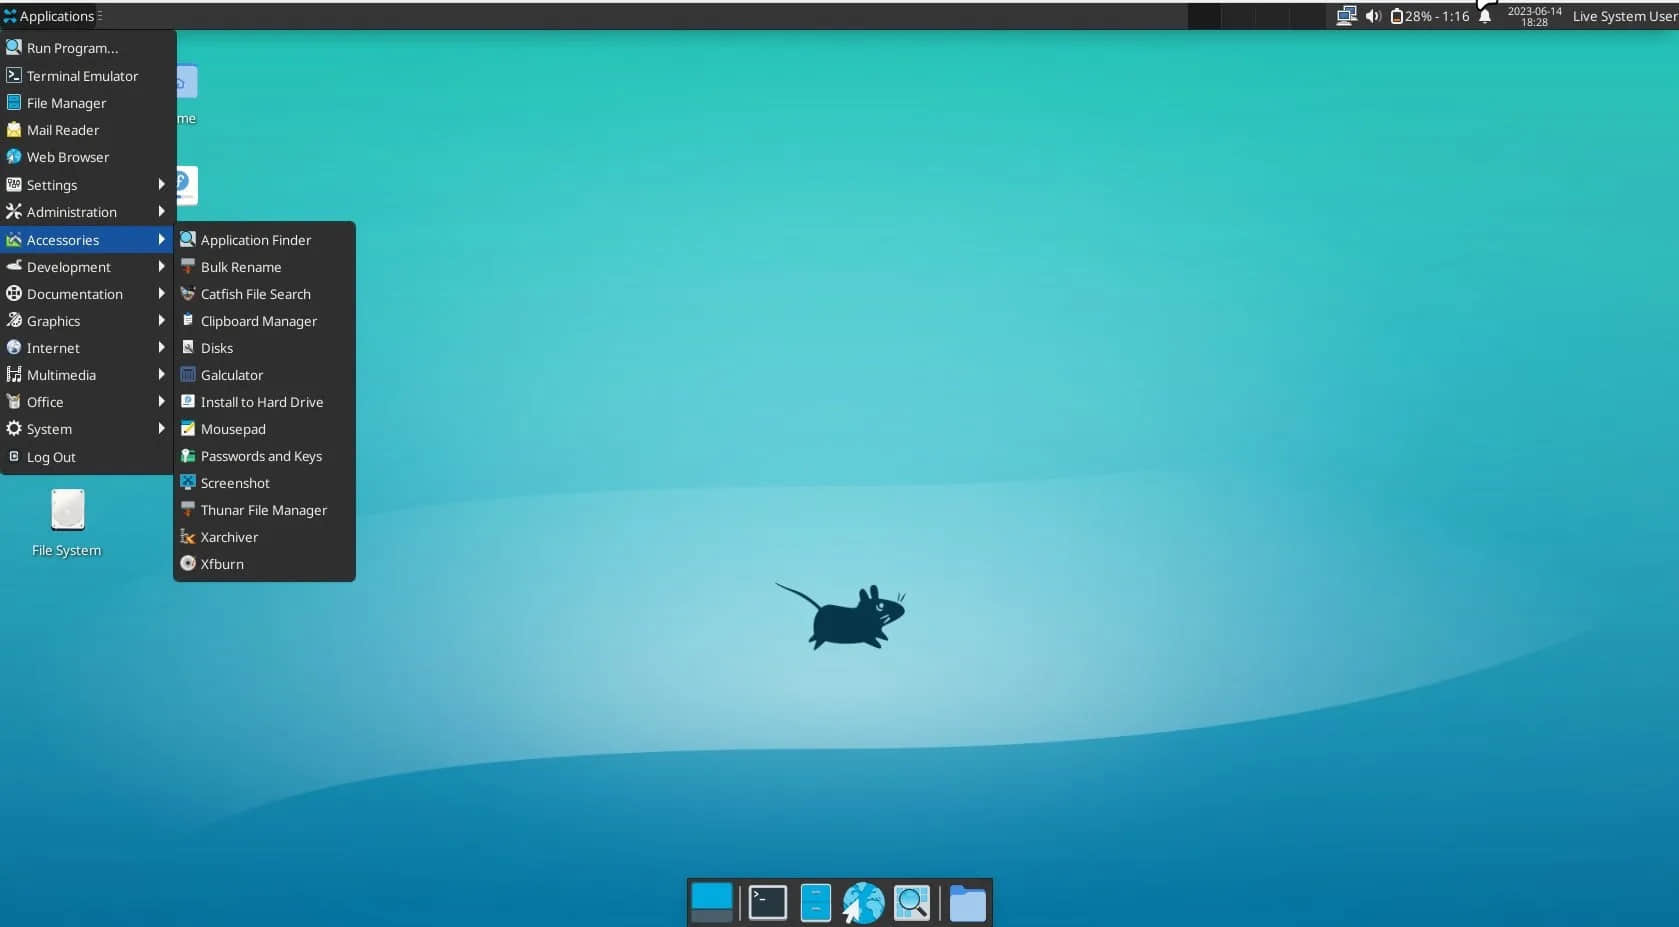 Applications
28% - 1:16
2023-06-14
18:28
Live System User
Run Program...
Terminal Emulator
File Manager
Mail Reader
Web Browser
Settings
Administration
Accessories
Development
Documentation
Graphics
Internet
Multimedia
Office
System
Log Out
me
Application Finder
Bulk Rename
Catfish File Search
Clipboard Manager
Disks
Galculator
Install to Hard Drive
Mousepad
Passwords and Keys
Screenshot
Thunar File Manager
Xarchiver
Xfburn
File System